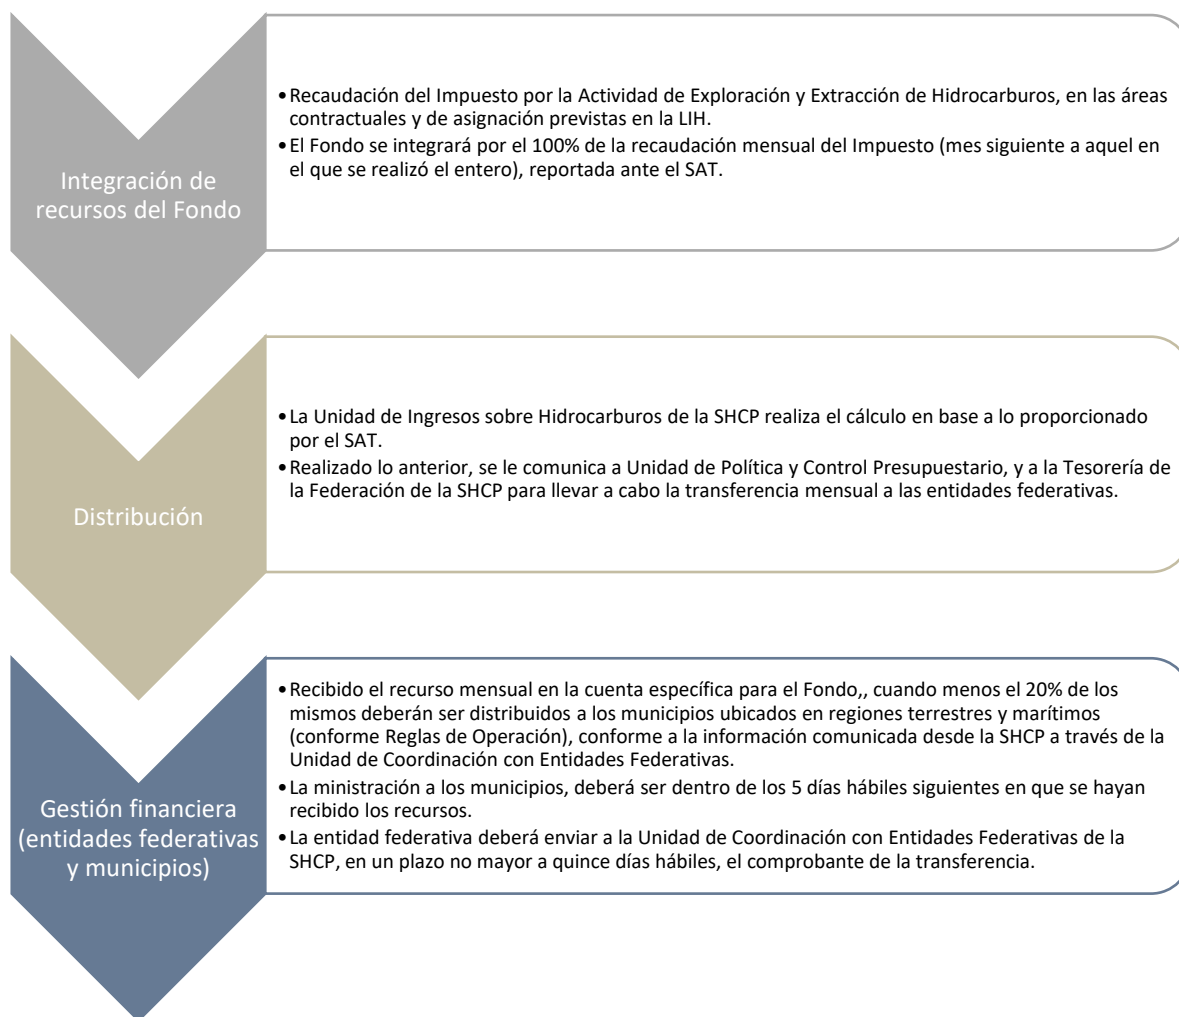 Integración de
recursos del Fondo
•Recaudación del Impuesto por la Actividad de Exploración y Extracción de Hidrocarburos, en las áreas
contractuales y de asignación previstas en la LIH.
•El Fondo se integrará por el 100% de la recaudación mensual del Impuesto (mes siguiente a aquel en
el que se realizó el entero), reportada ante el SAT.
Distribución
•La Unidad de Ingresos sobre Hidrocarburos de la SHCP realiza el cálculo en base a lo proporcionado
por el SAT.
•Realizado lo anterior, se le comunica a Unidad de Política y Control Presupuestario, y a la Tesorería de
la Federación de la SHCP para llevar a cabo la transferencia mensual a las entidades federativas.
Gestión financiera
(entidades federativas
y municipios)
•Recibido el recurso mensual en la cuenta específica para el Fondo,, cuando menos el 20% de los
mismos deberán ser distribuidos a los municipios ubicados en regiones terrestres y marítimos
(conforme Reglas de Operación), conforme a la información comunicada desde la SHCP a través de la
Unidad de Coordinación con Entidades Federativas.
•La ministración a los municipios, deberá ser dentro de los 5 días hábiles siguientes en que se hayan
recibido los recursos.
•La entidad federativa deberá enviar a la Unidad de Coordinación con Entidades Federativas de la
SHCP, en un plazo no mayor a quince días hábiles, el comprobante de la transferencia.